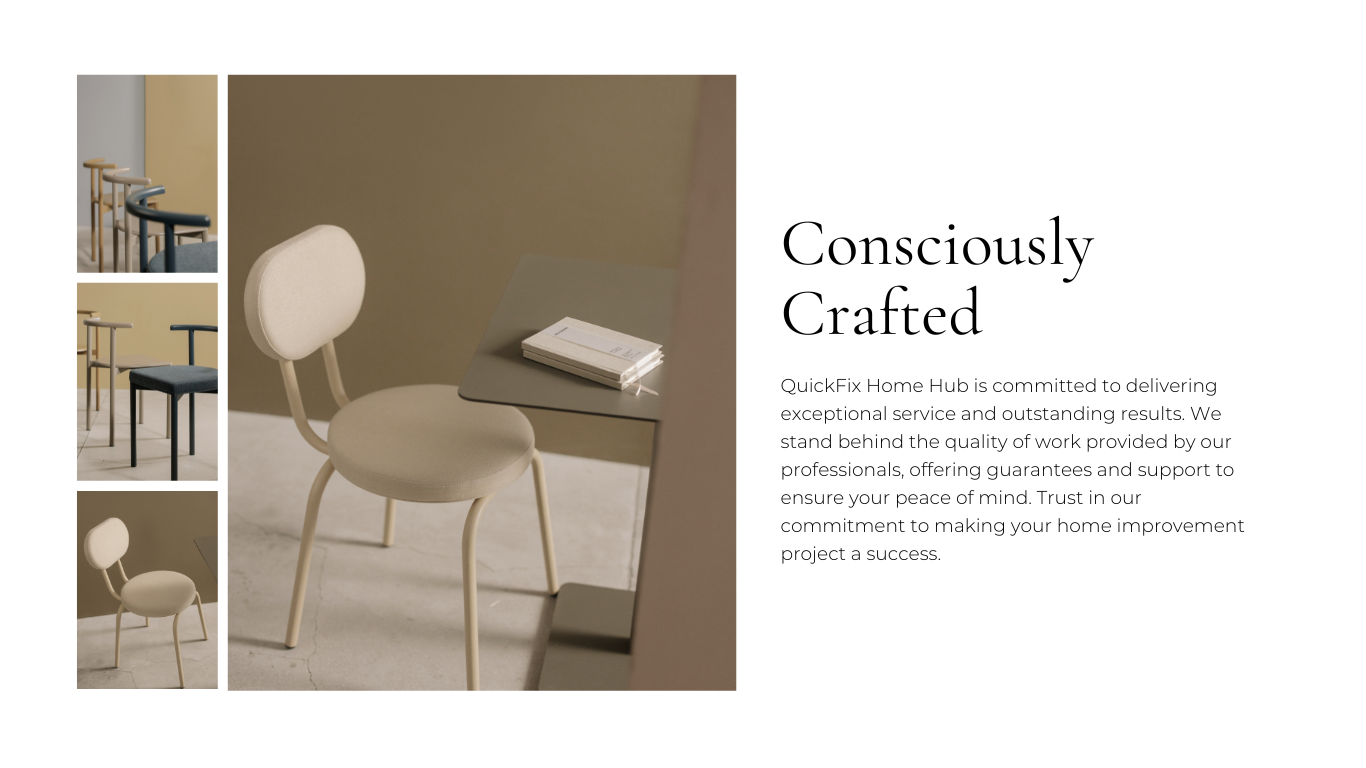 Consciously
Crafted
QuickFix Home Hub is committed to delivering
exceptional service and outstanding results. We
stand behind the quality of work provided by our
professionals, offering guarantees and support to
ensure your peace of mind. Trust in our
commitment to making your home improvement
project a success.